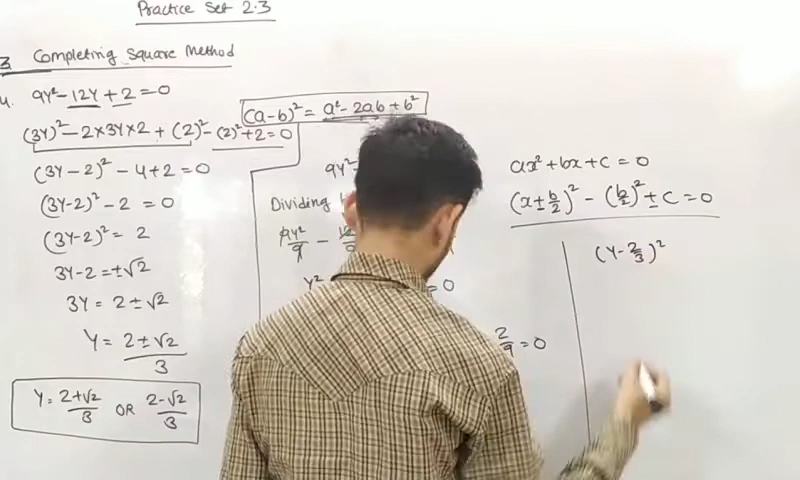 Practice Set 2.3
3 Completing Square Method
4. 9Y² - 12Y + 2 = 0
(3Y)² - 2×3Y×2 + (2)² - (2)² + 2 = 0
(3Y - 2)² - 4 + 2 = 0
(3Y-2)² - 2 = 0
(3Y-2)² = 2
3Y - 2 = ±√2
3Y = 2 ± √2
Y = 2 ± √2 / 3
Y = 2+√2 / 3 OR 2-√2 / 3
(a-b)² = a² - 2ab + b²
9Y²
Dividing
9Y²/9 -
Y² = 0
2/9 = 0
ax² + bx + c = 0
(x ± b/2)² - (b/2)² ± c = 0
(Y - 2/3)²